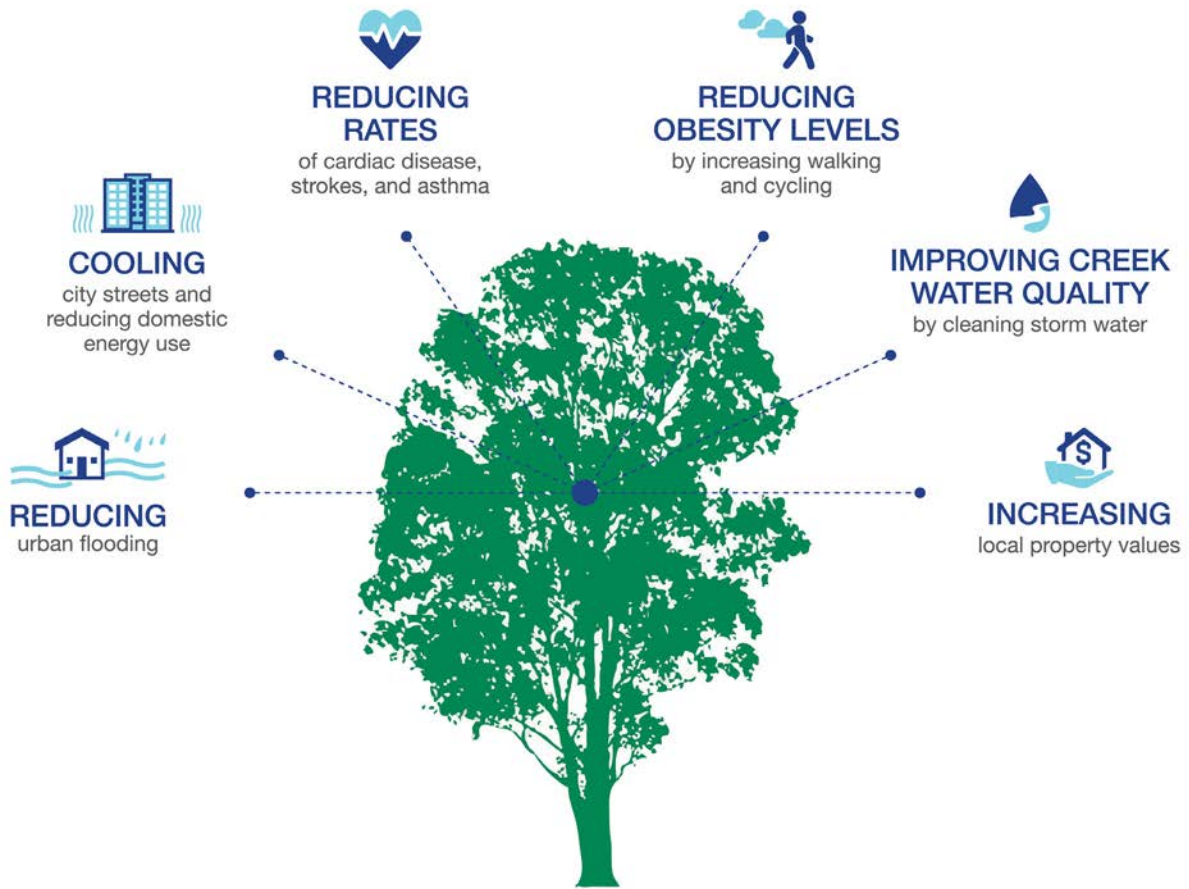 REDUCING
RATES
of cardiac disease,
strokes, and asthma
REDUCING
OBESITY LEVELS
by increasing walking
and cycling
COOLING
city streets and
reducing domestic
energy use
IMPROVING CREEK
WATER QUALITY
by cleaning storm water
REDUCING
urban flooding
$
INCREASING
local property values